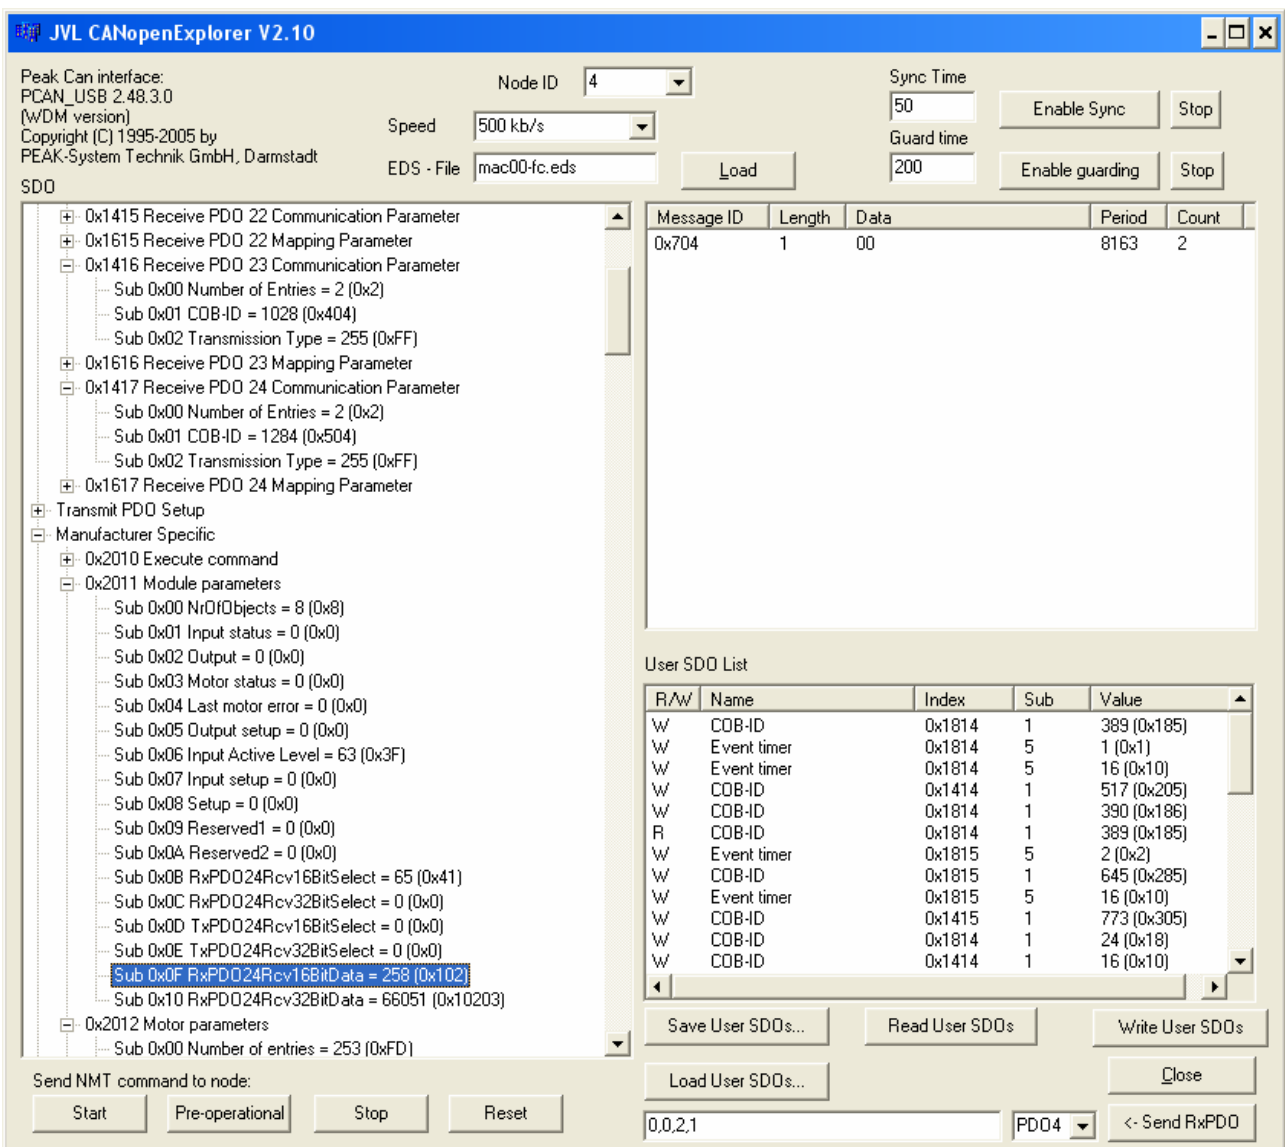 JVL CANopenExplorer V2.10
Peak Can interface:
PCAN_USB 2.48.3.0
(WDM version)
Copyright (C) 1995-2005 by
PEAK-System Technik GmbH, Darmstadt
Node ID 4
Speed 500 kb/s
EDS - File mac00-fc.eds
Load
Sync Time
50
Enable Sync Stop
Guard time
200
Enable guarding Stop
SDO
0x1415 Receive PDO 22 Communication Parameter
0x1615 Receive PDO 22 Mapping Parameter
0x1416 Receive PDO 23 Communication Parameter
Sub 0x00 Number of Entries = 2 (0x2)
Sub 0x01 COB-ID = 1028 (0x404)
Sub 0x02 Transmission Type = 255 (0xFF)
0x1616 Receive PDO 23 Mapping Parameter
0x1417 Receive PDO 24 Communication Parameter
Sub 0x00 Number of Entries = 2 (0x2)
Sub 0x01 COB-ID = 1284 (0x504)
Sub 0x02 Transmission Type = 255 (0xFF)
0x1617 Receive PDO 24 Mapping Parameter
Transmit PDO Setup
Manufacturer Specific
0x2010 Execute command
0x2011 Module parameters
Sub 0x00 NrOfObjects = 8 (0x8)
Sub 0x01 Input status = 0 (0x0)
Sub 0x02 Output = 0 (0x0)
Sub 0x03 Motor status = 0 (0x0)
Sub 0x04 Last motor error = 0 (0x0)
Sub 0x05 Output setup = 0 (0x0)
Sub 0x06 Input Active Level = 63 (0x3F)
Sub 0x07 Input setup = 0 (0x0)
Sub 0x08 Setup = 0 (0x0)
Sub 0x09 Reserved1 = 0 (0x0)
Sub 0x0A Reserved2 = 0 (0x0)
Sub 0x0B RxPDO24Rcv16BitSelect = 65 (0x41)
Sub 0x0C RxPDO24Rcv32BitSelect = 0 (0x0)
Sub 0x0D TxPDO24Rcv16BitSelect = 0 (0x0)
Sub 0x0E TxPDO24Rcv32BitSelect = 0 (0x0)
Sub 0x0F RxPDO24Rcv16BitData = 258 (0x102)
Sub 0x10 RxPDO24Rcv32BitData = 66051 (0x10203)
0x2012 Motor parameters
Sub 0x00 Number of entries = 253 (0xFD)
Message ID Length Data Period Count
0x704 1 00 8163 2
User SDO List
R/W Name Index Sub Value
W COB-ID 0x1814 1 389 (0x185)
W Event timer 0x1814 5 1 (0x1)
W Event timer 0x1814 5 16 (0x10)
W COB-ID 0x1414 1 517 (0x205)
W COB-ID 0x1814 1 390 (0x186)
R COB-ID 0x1814 1 389 (0x185)
W Event timer 0x1815 5 2 (0x2)
W COB-ID 0x1815 1 645 (0x285)
W Event timer 0x1815 5 16 (0x10)
W COB-ID 0x1415 1 773 (0x305)
W COB-ID 0x1814 1 24 (0x18)
W COB-ID 0x1414 1 16 (0x10)
Save User SDOs... Read User SDOs Write User SDOs
Load User SDOs... Close
0,0,2,1 PDO4 <- Send RxPDO
Send NMT command to node:
Start Pre-operational Stop Reset